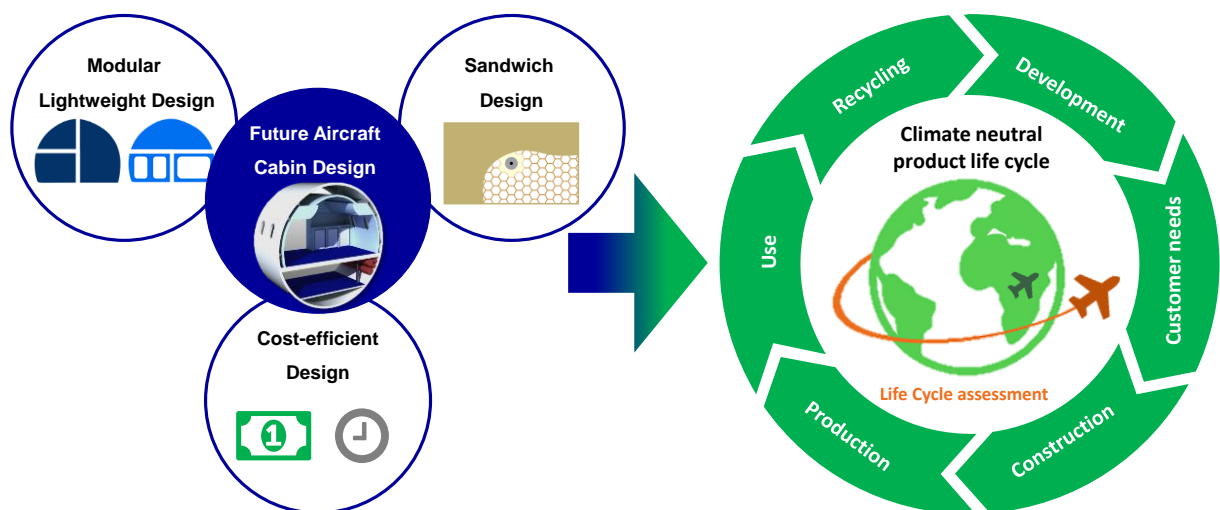 Modular
Lightweight Design
Sandwich
Design
Future Aircraft
Cabin Design
Cost-efficient
Design
1
Recycling
Development
Customer needs
Construction
Production
Use
Climate neutral
product life cycle
Life Cycle assessment